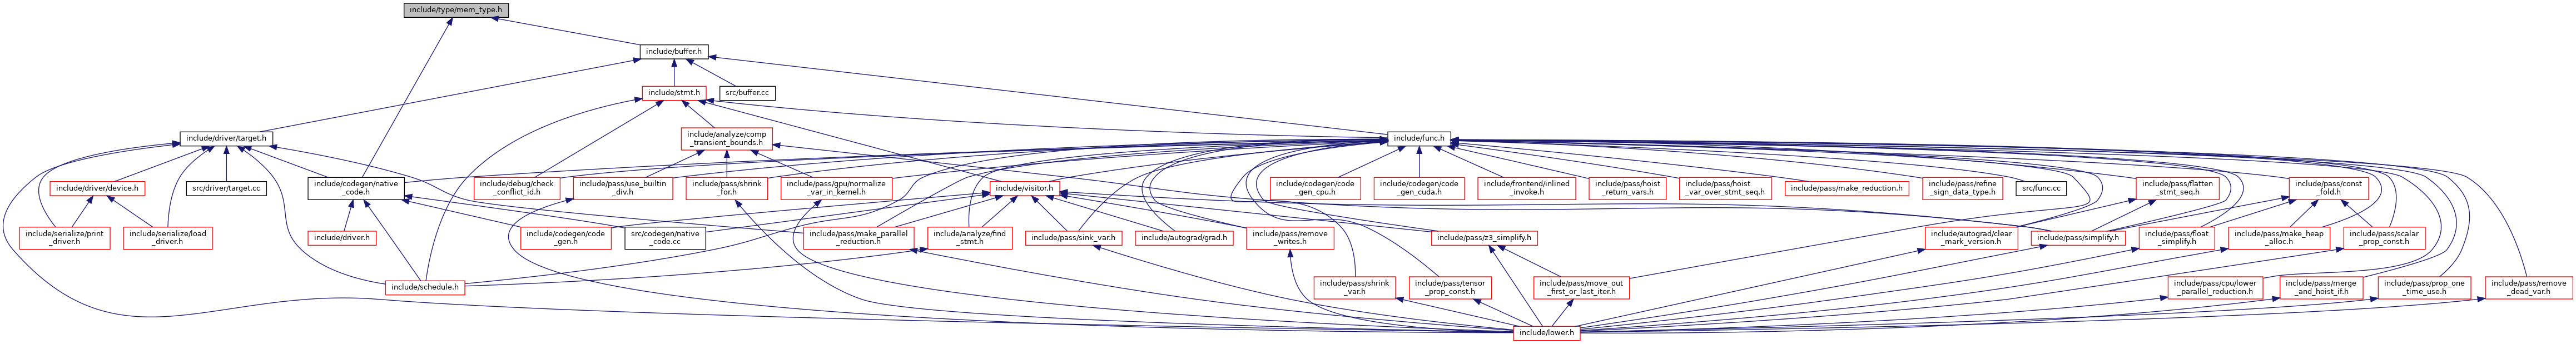 include/type/mem_type.h
include/buffer.h
include/stmt.h
src/buffer.cc
include/driver/target.h
include/analyze/comp
_transient_bounds.h
include/func.h
include/driver/device.h
src/driver/target.cc
include/codegen/native
_code.h
include/debug/check
_conflict_id.h
include/pass/use_builtin
_div.h
include/pass/shrink
_for.h
include/pass/gpu/normalize
_var_in_kernel.h
include/visitor.h
include/codegen/code
_gen_cpu.h
include/codegen/code
_gen_cuda.h
include/frontend/inlined
_invoke.h
include/pass/hoist
_return_vars.h
include/pass/hoist
_var_over_stmt_seq.h
include/pass/make_reduction.h
include/pass/refine
_sign_data_type.h
src/func.cc
include/pass/flatten
_stmt_seq.h
include/pass/const
_fold.h
include/serialize/print
_driver.h
include/serialize/load
_driver.h
include/driver.h
include/codegen/code
_gen.h
src/codegen/native
_code.cc
include/pass/make_parallel
_reduction.h
include/analyze/find
_stmt.h
include/pass/sink_var.h
include/autograd/grad.h
include/pass/remove
_writes.h
include/pass/z3_simplify.h
include/autograd/clear
_mark_version.h
include/pass/simplify.h
include/pass/float
_simplify.h
include/pass/make_heap
_alloc.h
include/pass/scalar
_prop_const.h
include/schedule.h
include/pass/shrink
_var.h
include/pass/tensor
_prop_const.h
include/pass/move_out
_first_or_last_iter.h
include/pass/cpu/lower
_parallel_reduction.h
include/pass/merge
_and_hoist_if.h
include/pass/prop_one
_time_use.h
include/pass/remove
_dead_var.h
include/lower.h